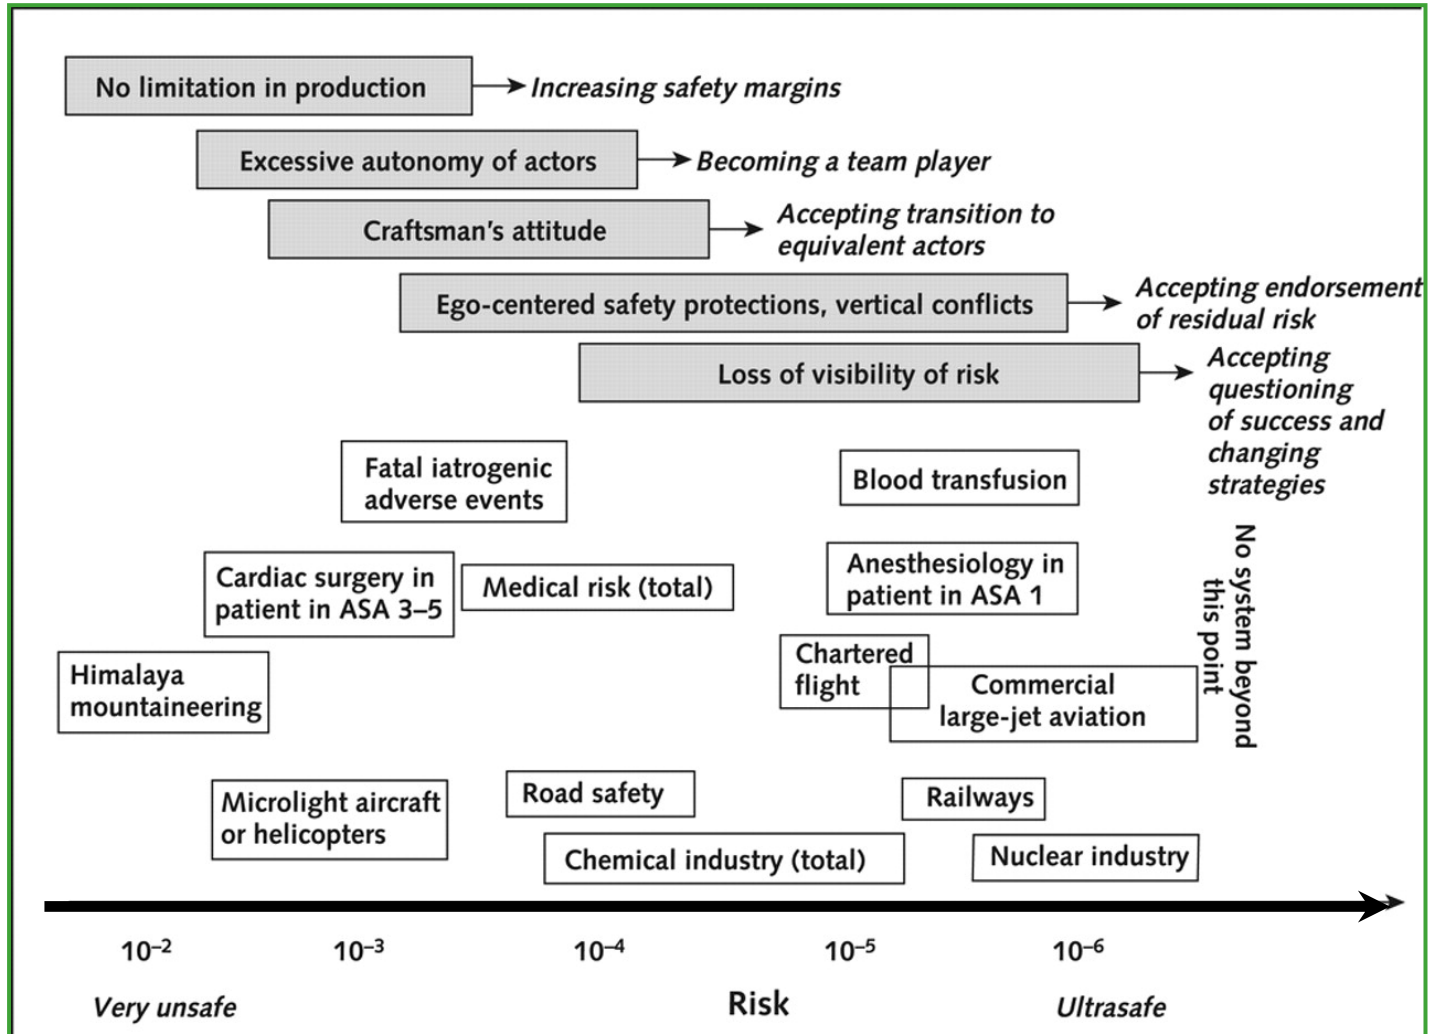 No limitation in production
Increasing safety margins
Excessive autonomy of actors
Becoming a team player
Craftsman’s attitude
Accepting transition to
equivalent actors
Ego-centered safety protections, vertical conflicts
Accepting endorsement
of residual risk
Loss of visibility of risk
Accepting
questioning
of success and
changing
strategies
Fatal iatrogenic
adverse events
Blood transfusion
No system beyond
this point
Cardiac surgery in
patient in ASA 3–5
Medical risk (total)
Anesthesiology in
patient in ASA 1
Himalaya
mountaineering
Chartered
flight
Commercial
large-jet aviation
Microlight aircraft
or helicopters
Road safety
Railways
Chemical industry (total)
Nuclear industry
10–2 10–3 10–4 10–5 10–6
Very unsafe Risk Ultrasafe